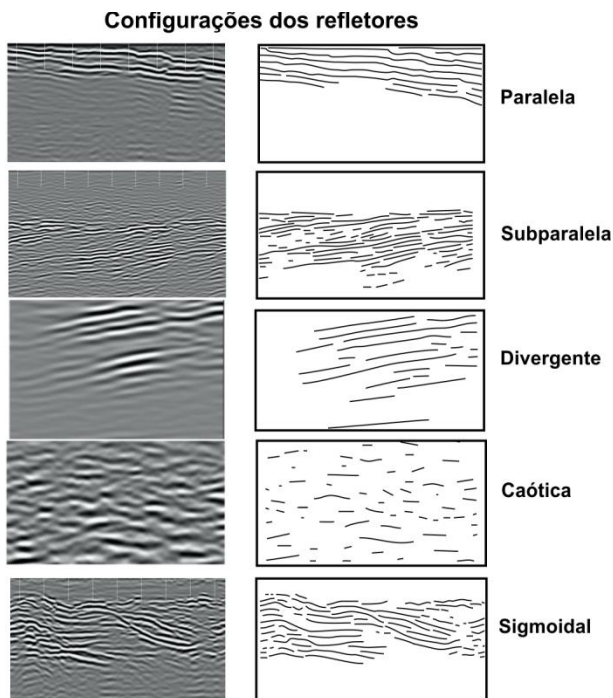 Configurações dos refletores
Paralela
Subparalela
Divergente
Caótica
Sigmoidal